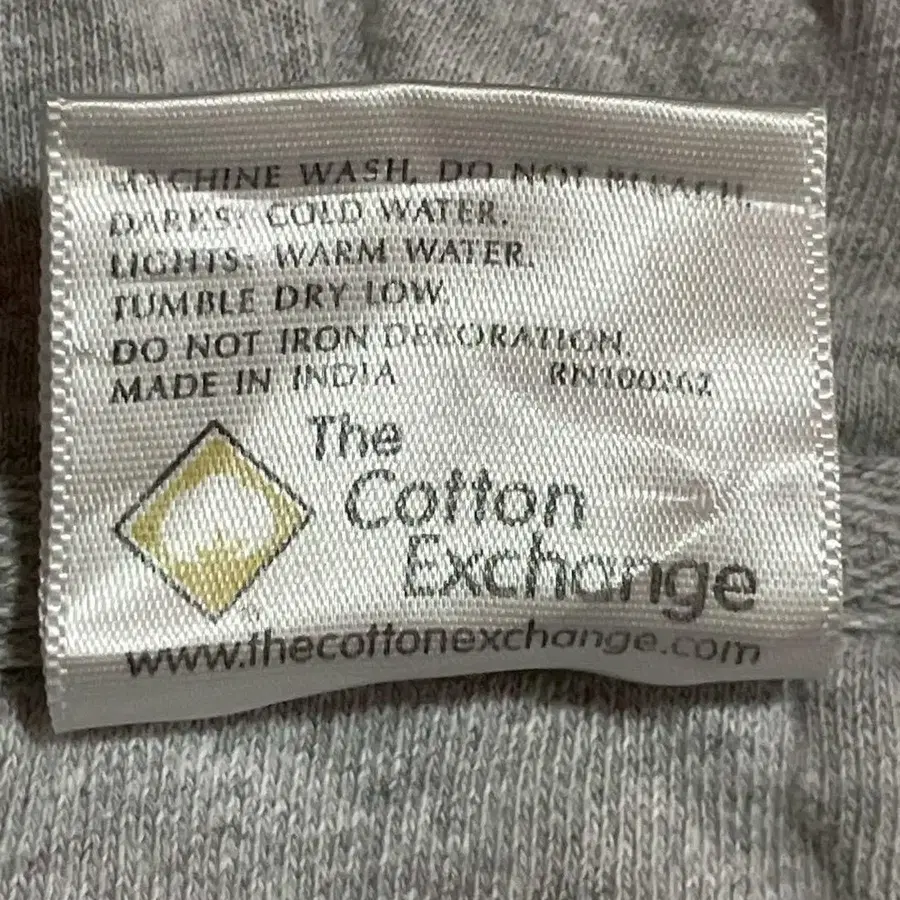 MACHINE WASH, DO NOT BLEACH,
DARKS: COLD WATER.
LIGHTS: WARM WATER.
TUMBLE DRY LOW.
DO NOT IRON DECORATION.
MADE IN INDIA RN100262
The
Cotton
Exchange
www.thecottonexchange.com